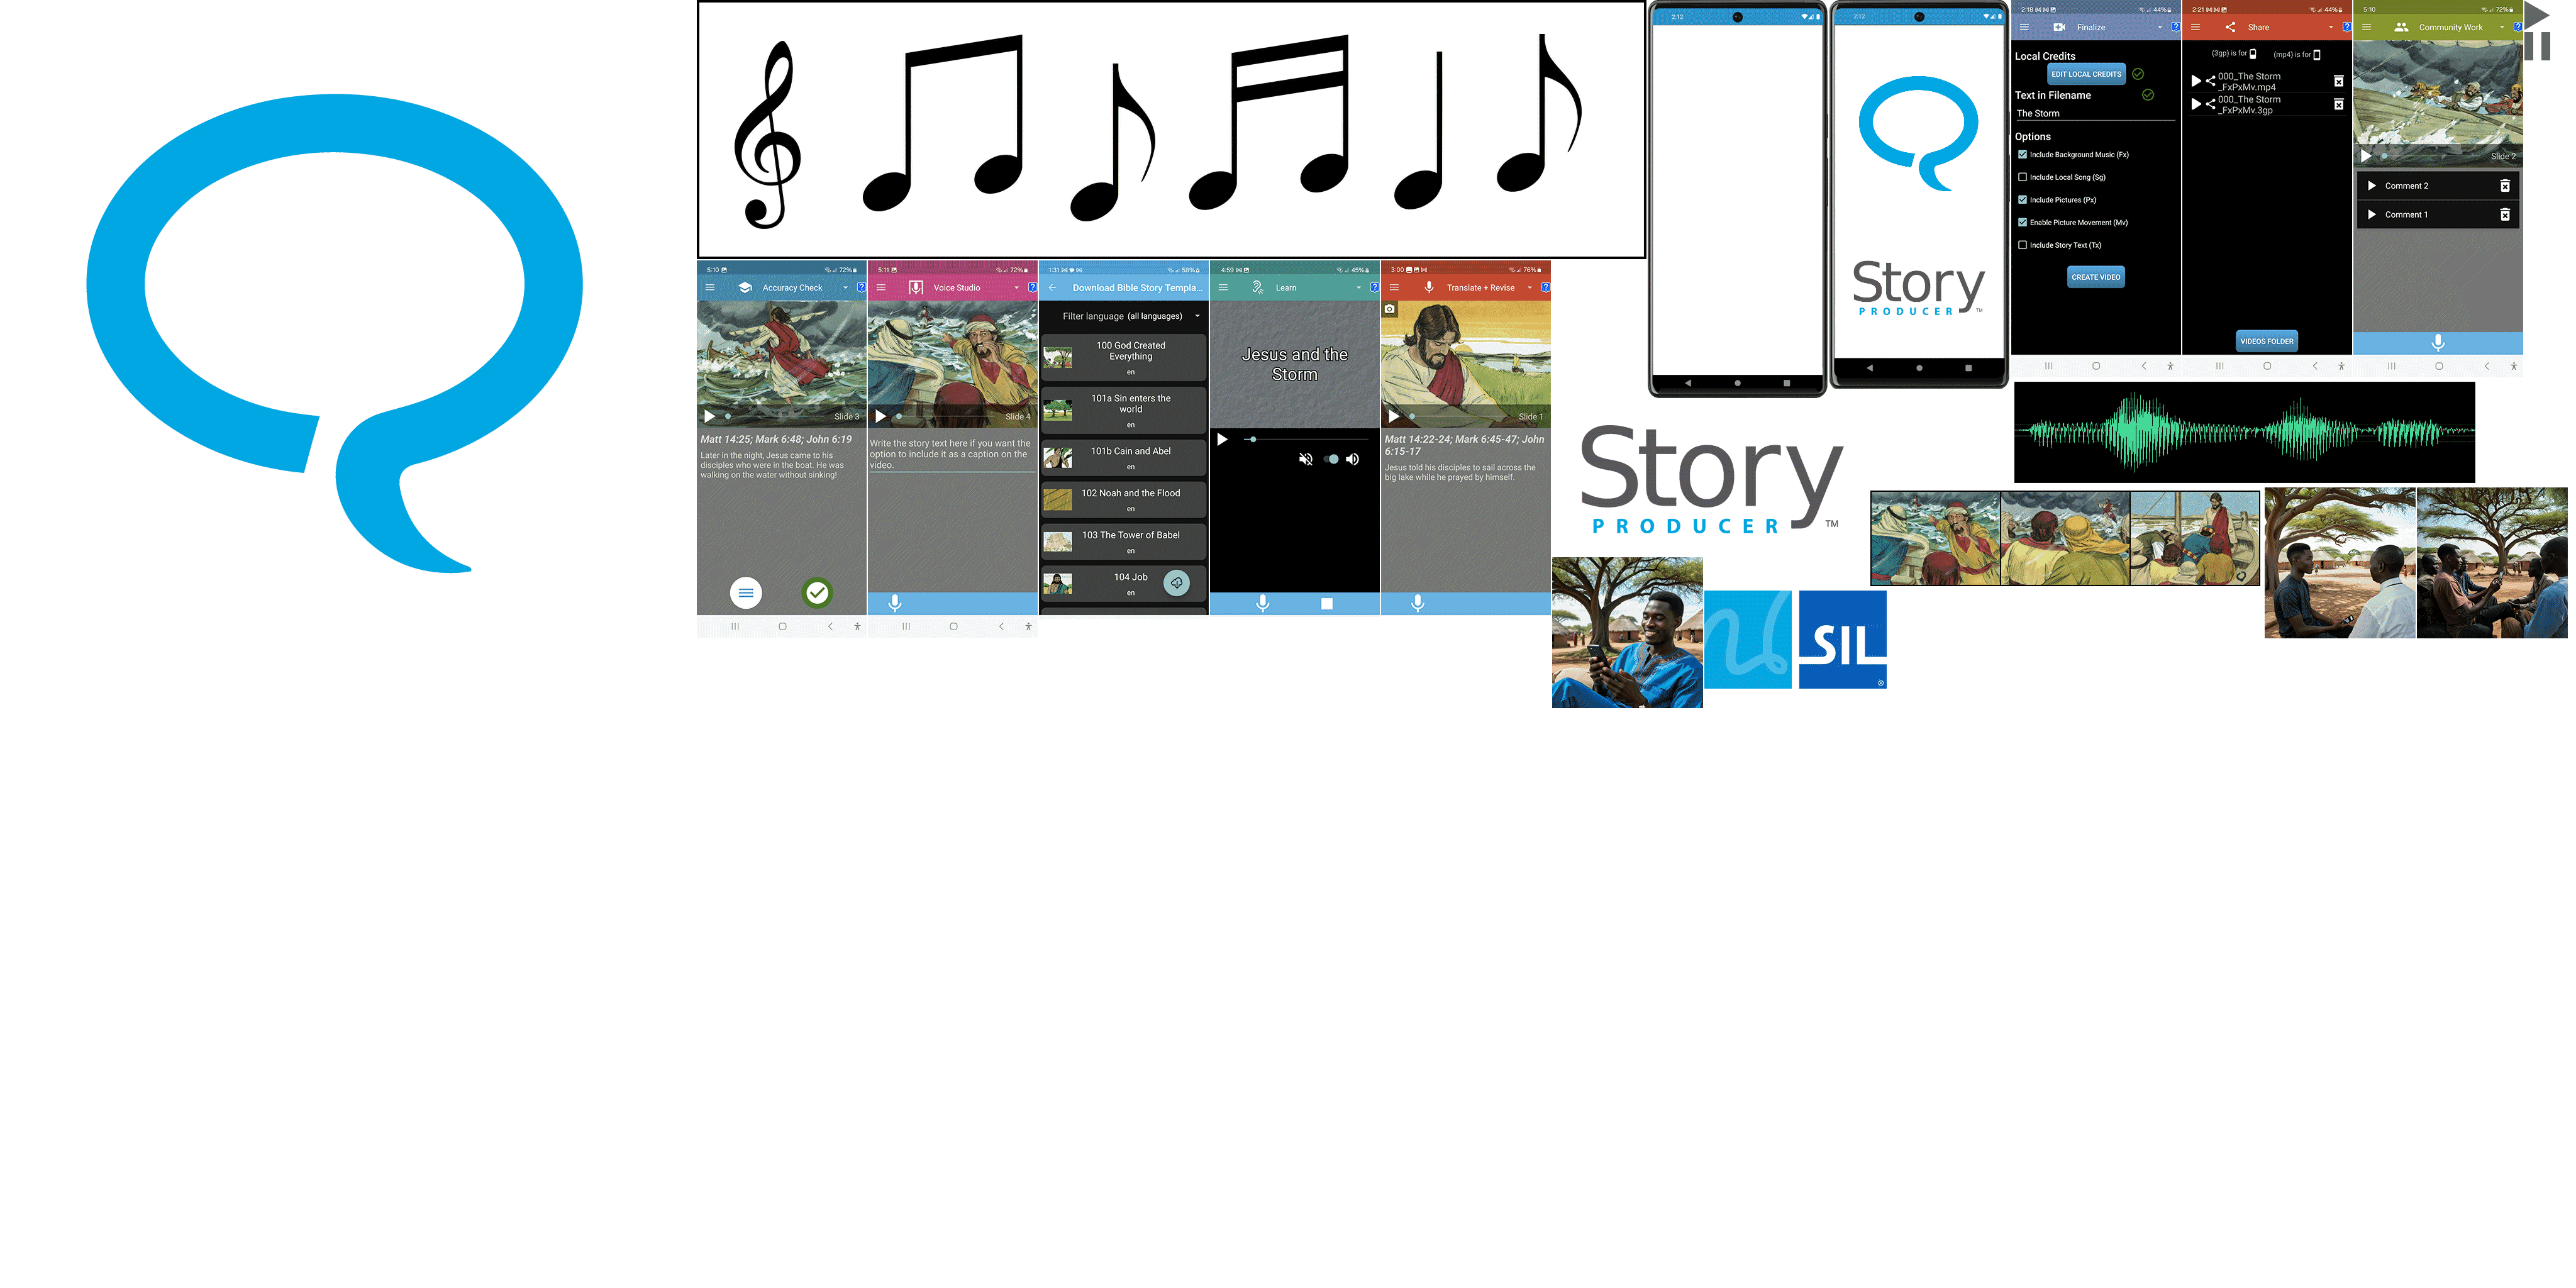 2:12
2:12
Story
PRODUCER
TM
2:18
44%
Finalize
Local Credits
EDIT LOCAL CREDITS
Text in Filename
The Storm
Options
Include Background Music (Fx)
Include Local Song (Sg)
Include Pictures (Px)
Enable Picture Movement (Mv)
Include Story Text (Tx)
CREATE VIDEO
2:21
44%
Share
(3gp) is for
(mp4) is for
000_The Storm
_FxPxMv.mp4
000_The Storm
_FxPxMv.3gp
VIDEOS FOLDER
5:10
72%
Community Work
Slide 2
Comment 2
Comment 1
5:10
72%
Accuracy Check
Slide 3
Matt 14:25; Mark 6:48; John 6:19
Later in the night, Jesus came to his
disciples who were in the boat. He was
walking on the water without sinking!
5:11
72%
Voice Studio
Slide 4
Write the story text here if you want the
option to include it as a caption on the
video.
1:31
58%
Download Bible Story Templa...
Filter language (all languages)
100 God Created
Everything
en
101a Sin enters the
world
en
101b Cain and Abel
en
102 Noah and the Flood
en
103 The Tower of Babel
en
104 Job
en
4:59
45%
Learn
Jesus and the
Storm
3:00
76%
Translate + Revise
Slide 1
Matt 14:22-24; Mark 6:45-47; John
6:15-17
Jesus told his disciples to sail across the
big lake while he prayed by himself.
Story
PRODUCER
TM
SIL
®